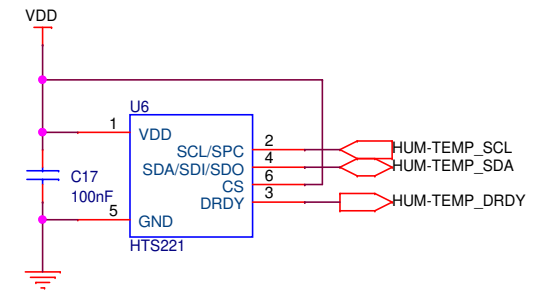 VDD
U6
1
VDD
SCL/SPC
2
HUM-TEMP_SCL
SDA/SDI/SDO
4
HUM-TEMP_SDA
C17
CS
6
100nF
DRDY
3
HUM-TEMP_DRDY
5
GND
HTS221